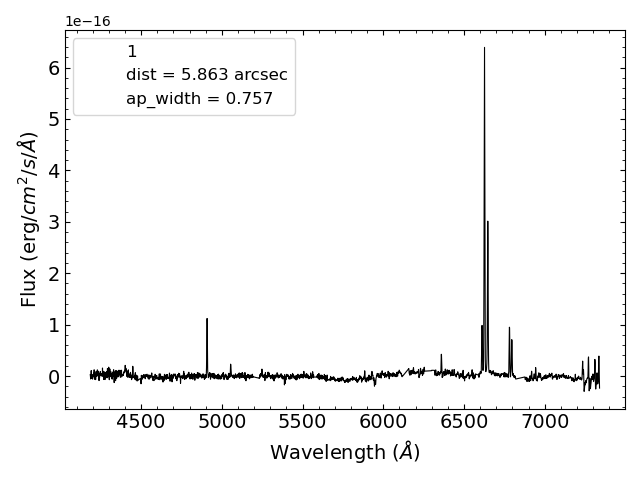 1e−16
1
dist = 5.863 arcsec
ap_width = 0.757
6
5
4
3
2
1
0
Flux (erg/cm²/s/Å)
4500 5000 5500 6000 6500 7000
Wavelength (Å)